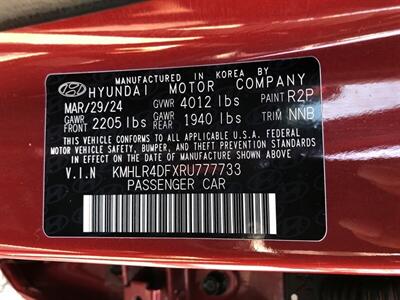 MANUFACTURED IN KOREA BY
HYUNDAI MOTOR COMPANY
MAR/29/24 GVWR 4012 lbs PAINT R2P
GAWR FRONT 2205 lbs GAWR REAR 1940 lbs TRIM NNB
THIS VEHICLE CONFORMS TO ALL APPLICABLE U.S.A. FEDERAL
MOTOR VEHICLE SAFETY, BUMPER, AND THEFT PREVENTION STANDARDS
IN EFFECT ON THE DATE OF MANUFACTURE SHOWN ABOVE.
V.I.N KMHLR4DFXRU777733
PASSENGER CAR